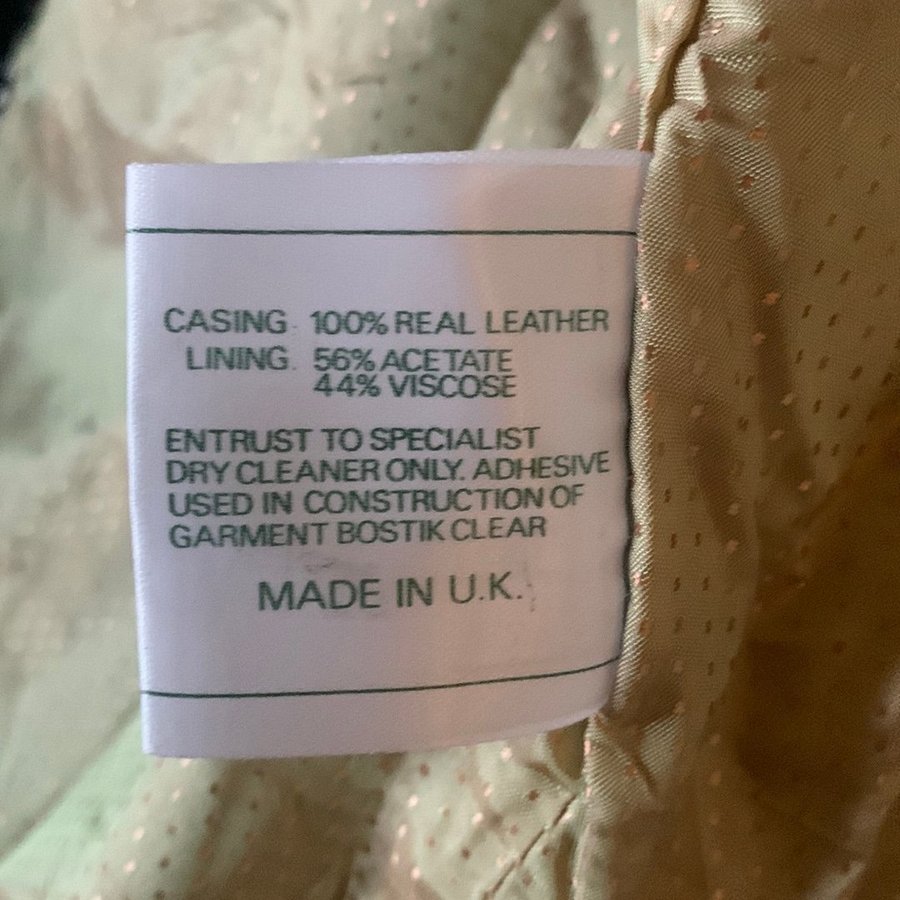 CASING 100% REAL LEATHER
LINING 56% ACETATE
44% VISCOSE
ENTRUST TO SPECIALIST
DRY CLEANER ONLY. ADHESIVE
USED IN CONSTRUCTION OF
GARMENT BOSTIK CLEAR
MADE IN U.K.